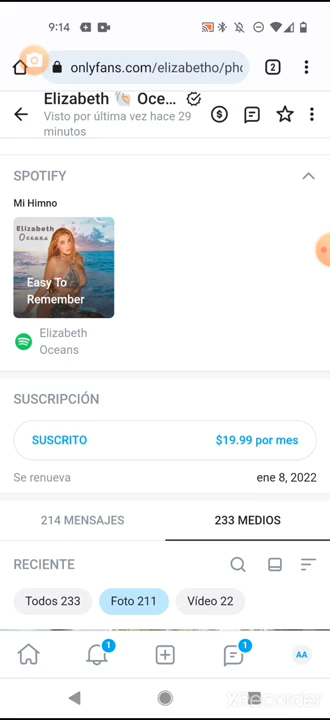 9:14
onlyfans.com/elizabetho/pho
2
Elizabeth 🐚 Oce...
Visto por última vez hace 29
minutos
SPOTIFY
Mi Himno
Elizabeth
Oceans
Easy To
Remember
Elizabeth
Oceans
SUSCRIPCIÓN
SUSCRITO $19.99 por mes
Se renueva ene 8, 2022
214 MENSAJES 233 MEDIOS
RECIENTE
Todos 233 Foto 211 Vídeo 22
1 1 AA
XRecorder